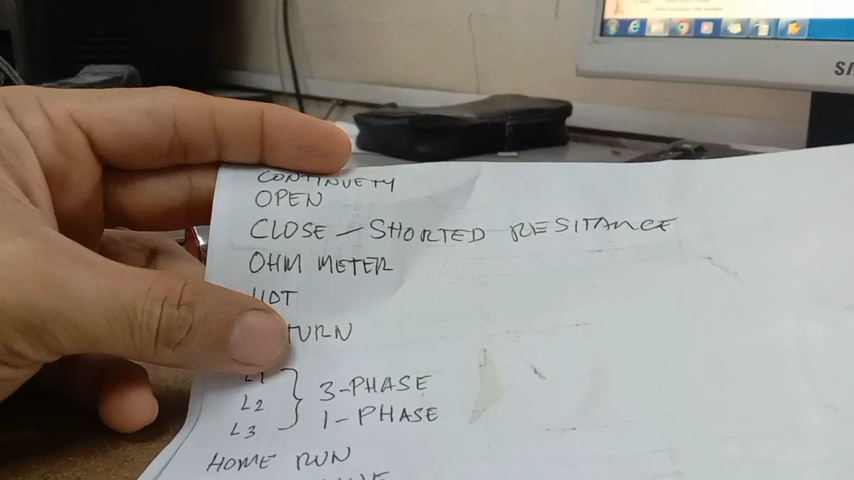 CONTINUETY
OPEN
CLOSE — SHORTED RESITANCE
OHM METER
HOT
TURN
L1
L2
L3
3-PHASE
1-PHASE
HOME RUN